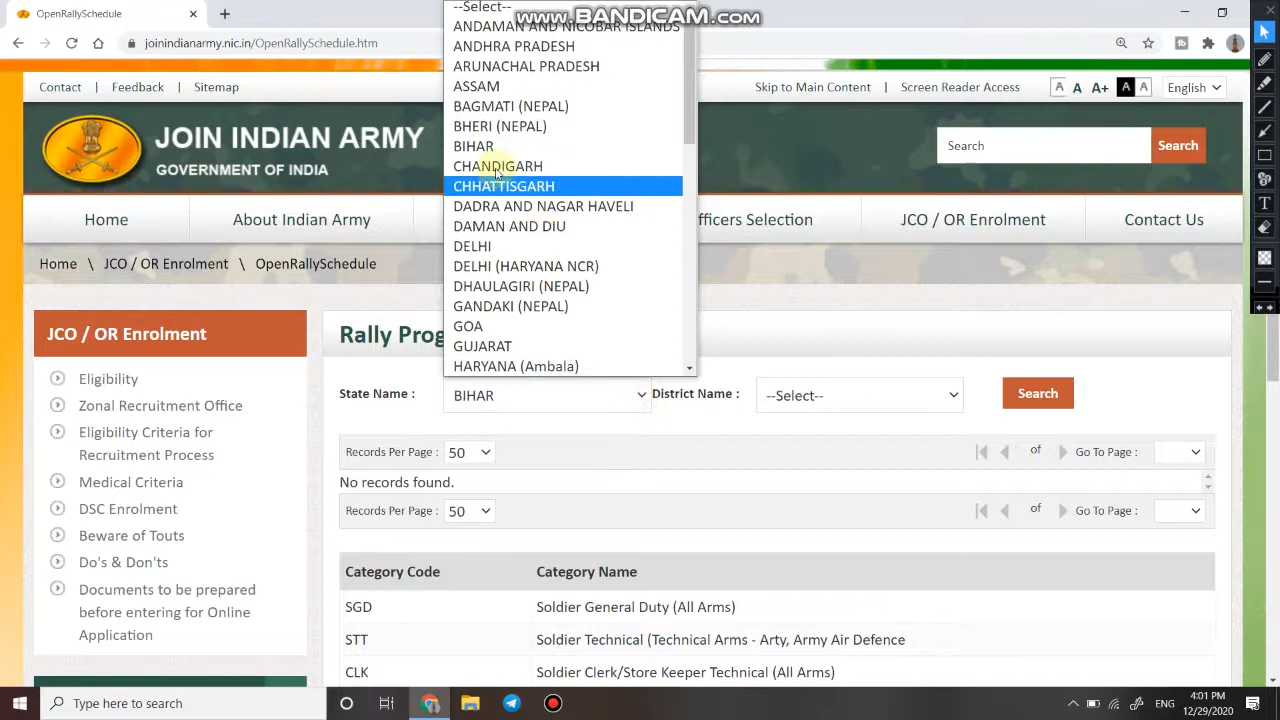 OpenRallySchedule
www.BANDICAM.com
joinindianarmy.nic.in/OpenRallySchedule.htm
--Select--
ANDAMAN AND NICOBAR ISLANDS
ANDHRA PRADESH
ARUNACHAL PRADESH
ASSAM
BAGMATI (NEPAL)
BHERI (NEPAL)
BIHAR
CHANDIGARH
CHHATTISGARH
DADRA AND NAGAR HAVELI
DAMAN AND DIU
DELHI
DELHI (HARYANA NCR)
DHAULAGIRI (NEPAL)
GANDAKI (NEPAL)
GOA
GUJARAT
HARYANA (Ambala)
Contact Feedback Sitemap Skip to Main Content Screen Reader Access A A A+ A A English
JOIN INDIAN ARMY
GOVERNMENT OF INDIA
Search Search
Home About Indian Army fficers Selection JCO / OR Enrolment Contact Us
Home \ JCO / OR Enrolment \ OpenRallySchedule
JCO / OR Enrolment
Eligibility
Zonal Recruitment Office
Eligibility Criteria for
Recruitment Process
Medical Criteria
DSC Enrolment
Beware of Touts
Do's & Don'ts
Documents to be prepared
before entering for Online
Application
Rally Prog
State Name : BIHAR District Name : --Select-- Search
Records Per Page : 50 of Go To Page :
No records found.
Records Per Page : 50 of Go To Page :
Category Code Category Name
SGD Soldier General Duty (All Arms)
STT Soldier Technical (Technical Arms - Arty, Army Air Defence
CLK Soldier Clerk/Store Keeper Technical (All Arms)
T
Type here to search
ENG
4:01 PM
12/29/2020